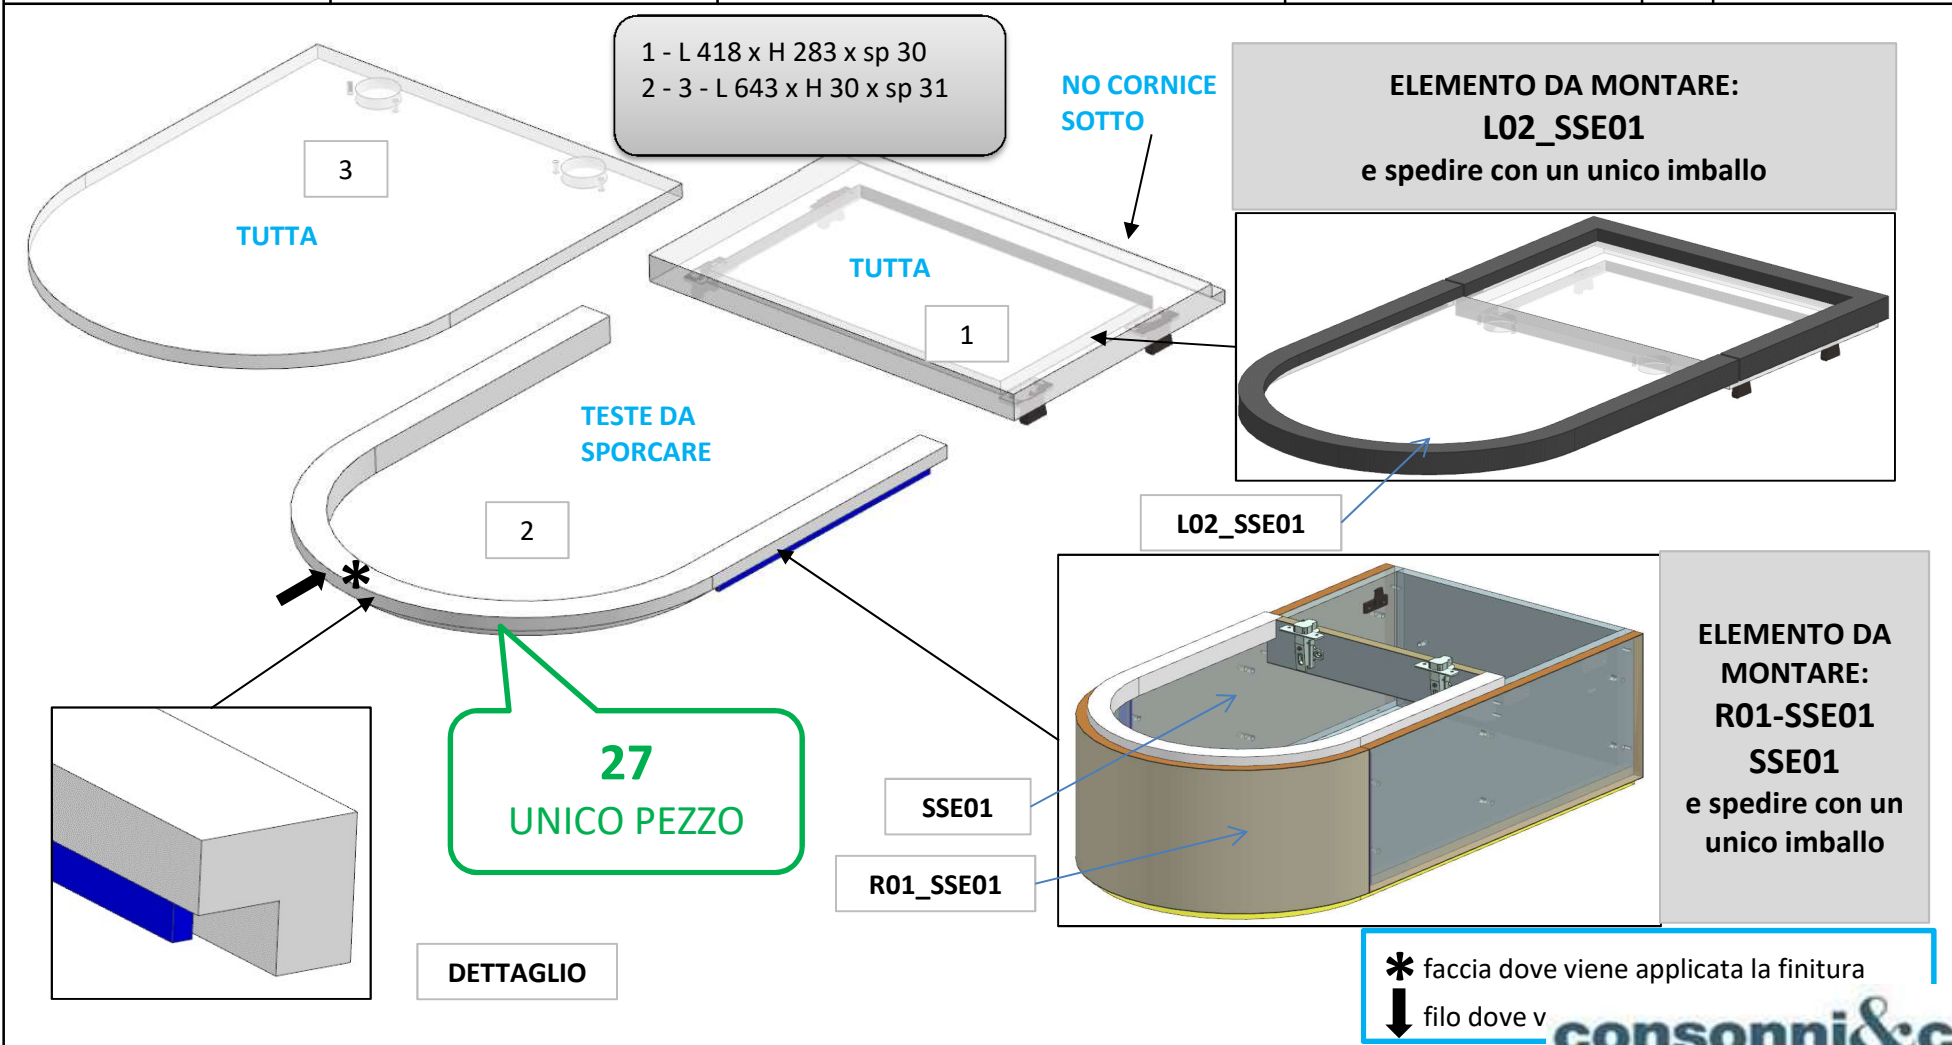 1 - L 418 x H 283 x sp 30
2 - 3 - L 643 x H 30 x sp 31
NO CORNICE
SOTTO
ELEMENTO DA MONTARE:
L02_SSE01
e spedire con un unico imballo
3
TUTTA
TUTTA
1
TESTE DA
SPORCARE
2
L02_SSE01
27
UNICO PEZZO
SSE01
R01_SSE01
ELEMENTO DA
MONTARE:
R01-SSE01
SSE01
e spedire con un
unico imballo
DETTAGLIO
* faccia dove viene applicata la finitura
filo dove v
consonni&c